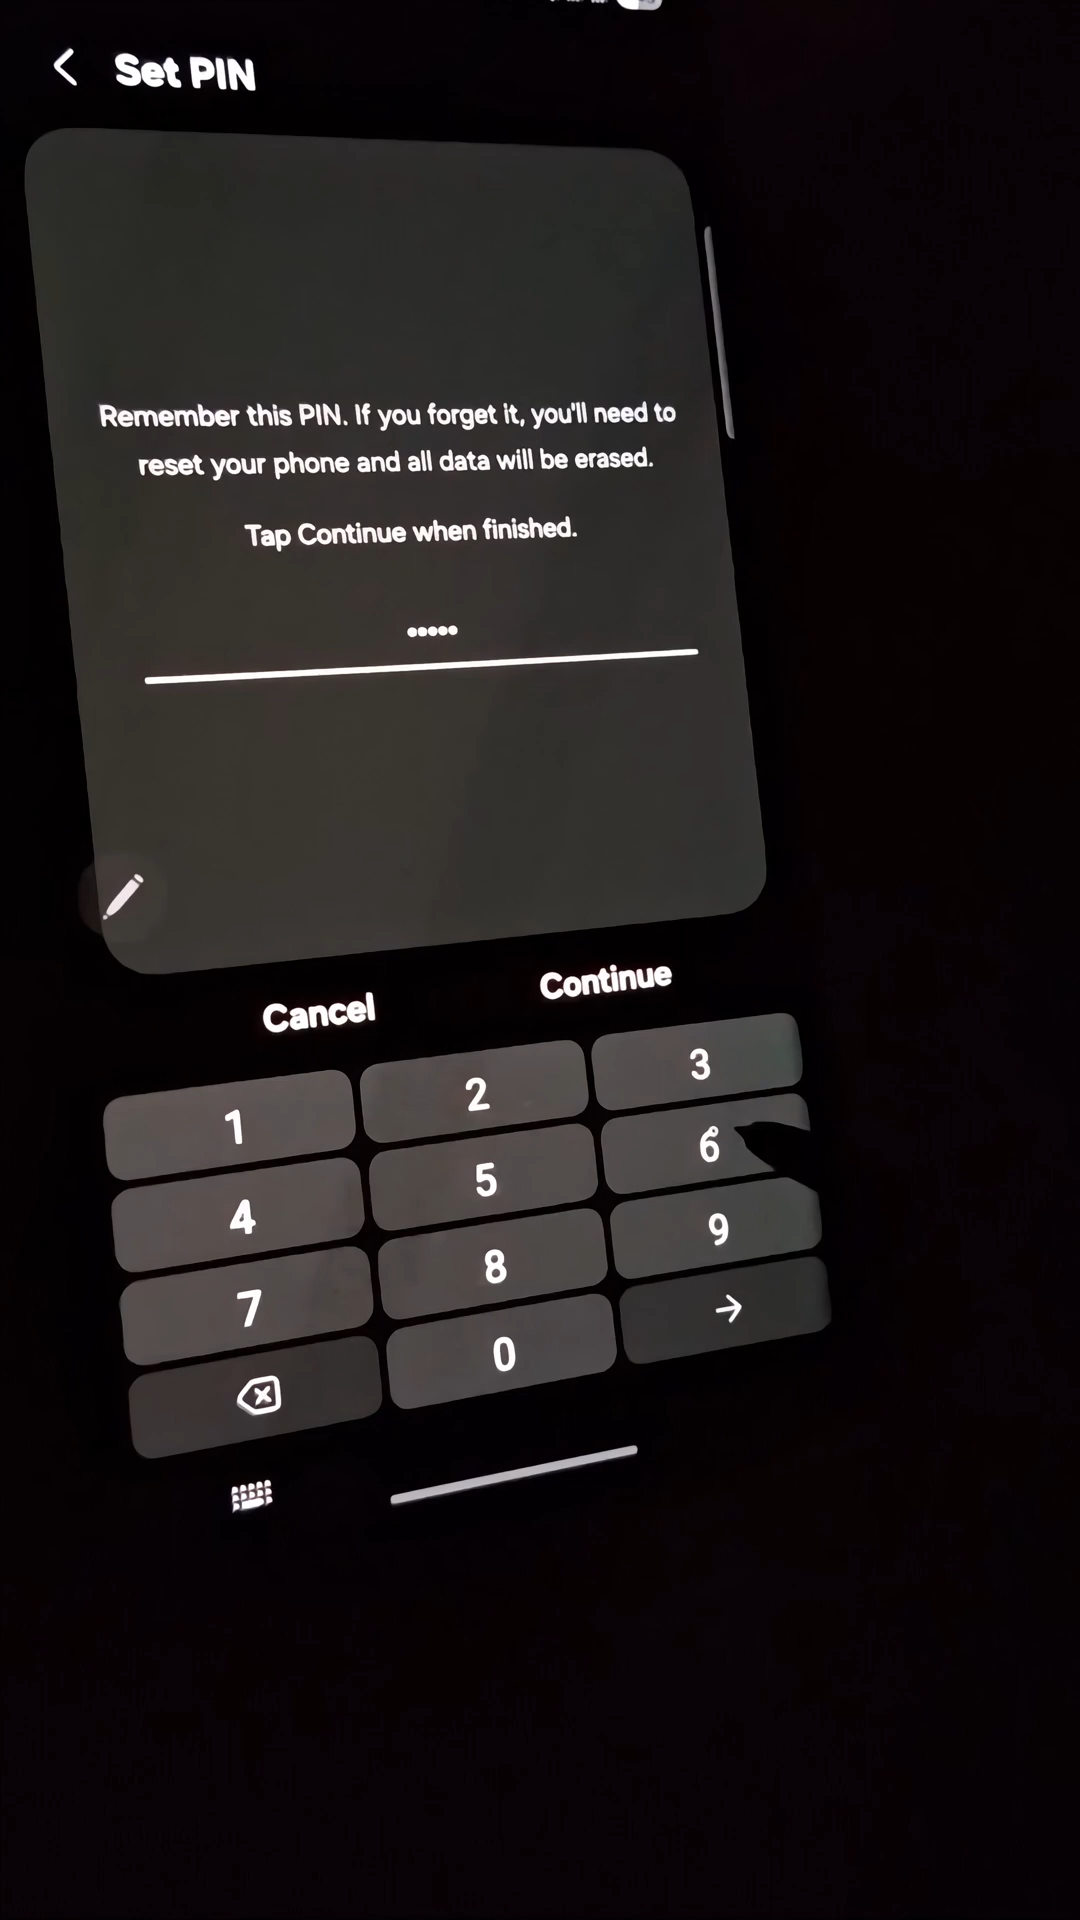 Set PIN
Remember this PIN. If you forget it, you'll need to
reset your phone and all data will be erased.
Tap Continue when finished.
Cancel
Continue
1
2
3
4
5
6
7
8
9
0